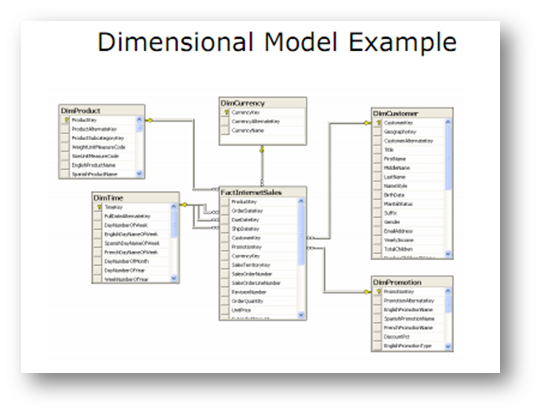 Dimensional Model Example
DimProduct
ProductKey
ProductAlternateKey
ProductSubcategoryKey
WeightUnitMeasureCode
SizeUnitMeasureCode
EnglishProductName
SpanishProductName
DimCurrency
CurrencyKey
CurrencyAlternateKey
CurrencyName
DimCustomer
CustomerKey
GeographyKey
CustomerAlternateKey
Title
FirstName
MiddleName
LastName
NameStyle
BirthDate
MaritalStatus
Suffix
Gender
EmailAddress
YearlyIncome
TotalChildren
DimTime
TimeKey
FullDateAlternateKey
DayNumberOfWeek
EnglishDayNameOfWeek
SpanishDayNameOfWeek
FrenchDayNameOfWeek
DayNumberOfMonth
DayNumberOfYear
WeekNumberOfYear
FactInternetSales
ProductKey
OrderDateKey
DueDateKey
ShipDateKey
CustomerKey
PromotionKey
CurrencyKey
SalesTerritoryKey
SalesOrderNumber
SalesOrderLineNumber
RevisionNumber
OrderQuantity
UnitPrice
DimPromotion
PromotionKey
PromotionAlternateKey
EnglishPromotionName
SpanishPromotionName
FrenchPromotionName
DiscountPct
EnglishPromotionType